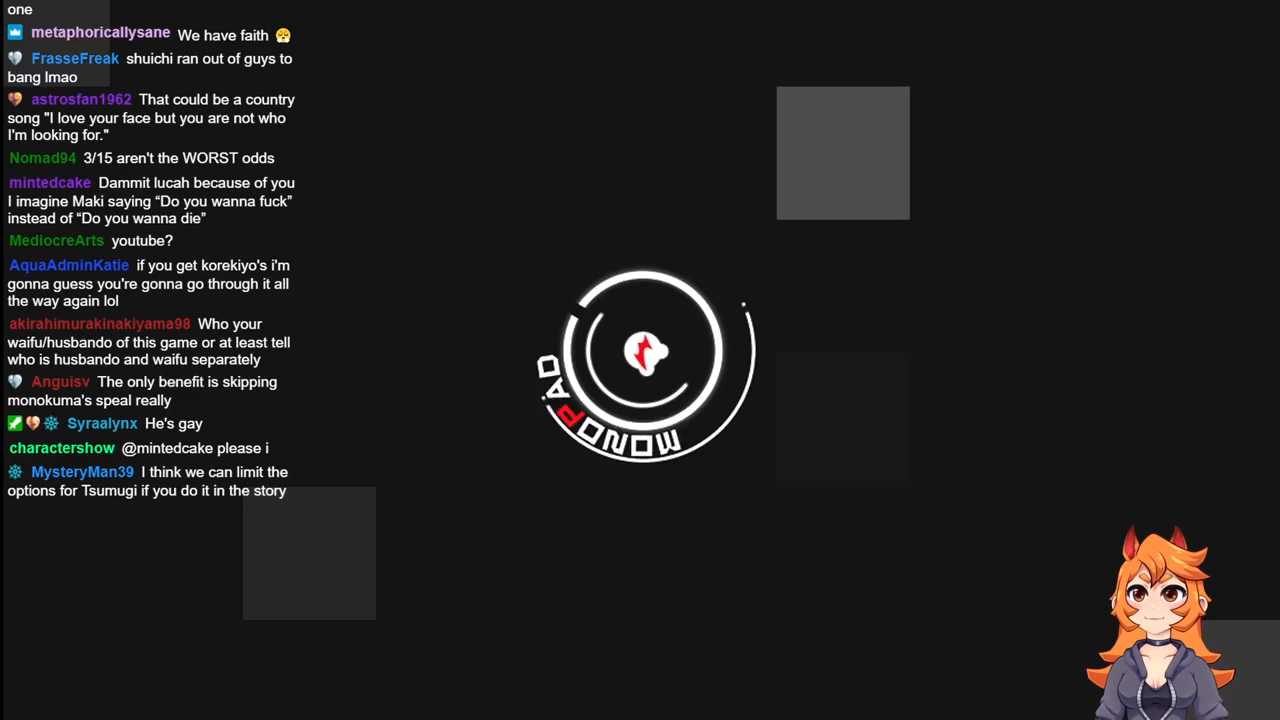 one
metaphoricallysane We have faith 😤
FrasseFreak shuichi ran out of guys to
bang lmao
astrosfan1962 That could be a country
song "I love your face but you are not who
I'm looking for."
Nomad94 3/15 aren't the WORST odds
mintedcake Dammit lucah because of you
I imagine Maki saying “Do you wanna fuck”
instead of “Do you wanna die”
MediocreArts youtube?
AquaAdminKatie if you get korekiyo's i'm
gonna guess you're gonna go through it all
the way again lol
akirahimurakinakiyama98 Who your
waifu/husbando of this game or at least tell
who is husbando and waifu separately
Anguisv The only benefit is skipping
monokuma's speal really
Syraalynx He's gay
charactershow @mintedcake please i
MysteryMan39 I think we can limit the
options for Tsumugi if you do it in the story
MONOPAD